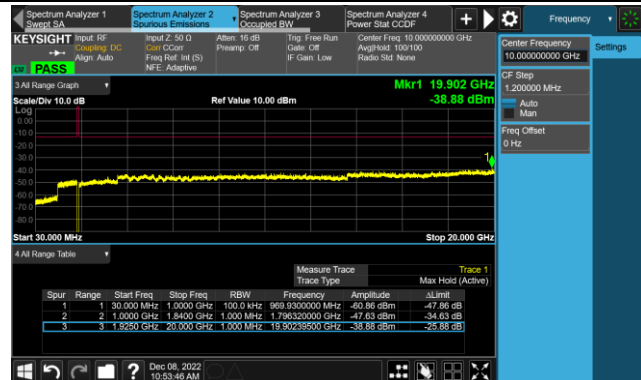 Spectrum Analyzer 1
Swept SA
Spectrum Analyzer 2
Spurious Emissions
Spectrum Analyzer 3
Occupied BW
Spectrum Analyzer 4
Power Stat CCDF
+
Frequency
KEYSIGHT
Input: RF
Coupling: DC
Align: Auto
Input Z: 50 Ω
Corr CCorr
Freq Ref: Int (S)
NFE: Adaptive
Atten: 16 dB
Preamp: Off
Trig: Free Run
Gate: Off
IF Gain: Low
Center Freq: 10.000000000 GHz
Avg|Hold: 100/100
Radio Std: None
PASS
Center Frequency
10.000000000 GHz
Settings
CF Step
1.200000 MHz
Auto
Man
Freq Offset
0 Hz
3 All Range Graph
Mkr1 19.902 GHz
Scale/Div 10.0 dB
Ref Value 10.00 dBm
-38.88 dBm
Log
0.00
-10.0
-20.0
-30.0
-40.0
-50.0
-60.0
-70.0
-80.0
1
Start 30.000 MHz
Stop 20.000 GHz
4 All Range Table
Measure Trace Trace 1
Trace Type Max Hold (Active)
Spur Range Start Freq Stop Freq RBW Frequency Amplitude ΔLimit
1 1 30.000 MHz 1.0000 GHz 100.0 kHz 969.9300000 MHz -60.86 dBm -47.86 dB
2 2 1.0000 GHz 1.8400 GHz 1.000 MHz 1.796320000 GHz -47.63 dBm -34.63 dB
3 3 1.9250 GHz 20.000 GHz 1.000 MHz 19.90239500 GHz -38.88 dBm -25.88 dB
?
Dec 08, 2022
10:53:46 AM